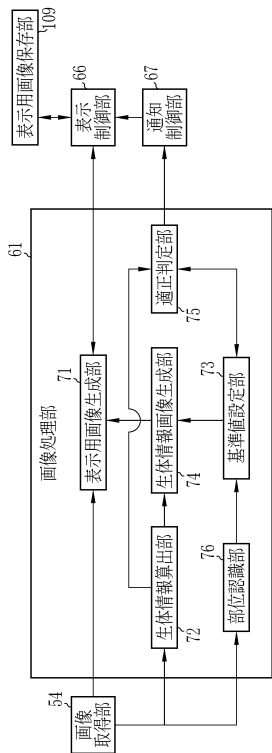 画像
取得部
54
画像処理部
61
表示用画像生成部
71
生体情報算出部
72
生体情報画像生成部
74
適正判定部
75
部位認識部
76
基準値設定部
73
表示
制御部
66
通知
制御部
67
表示用画像保存部
109